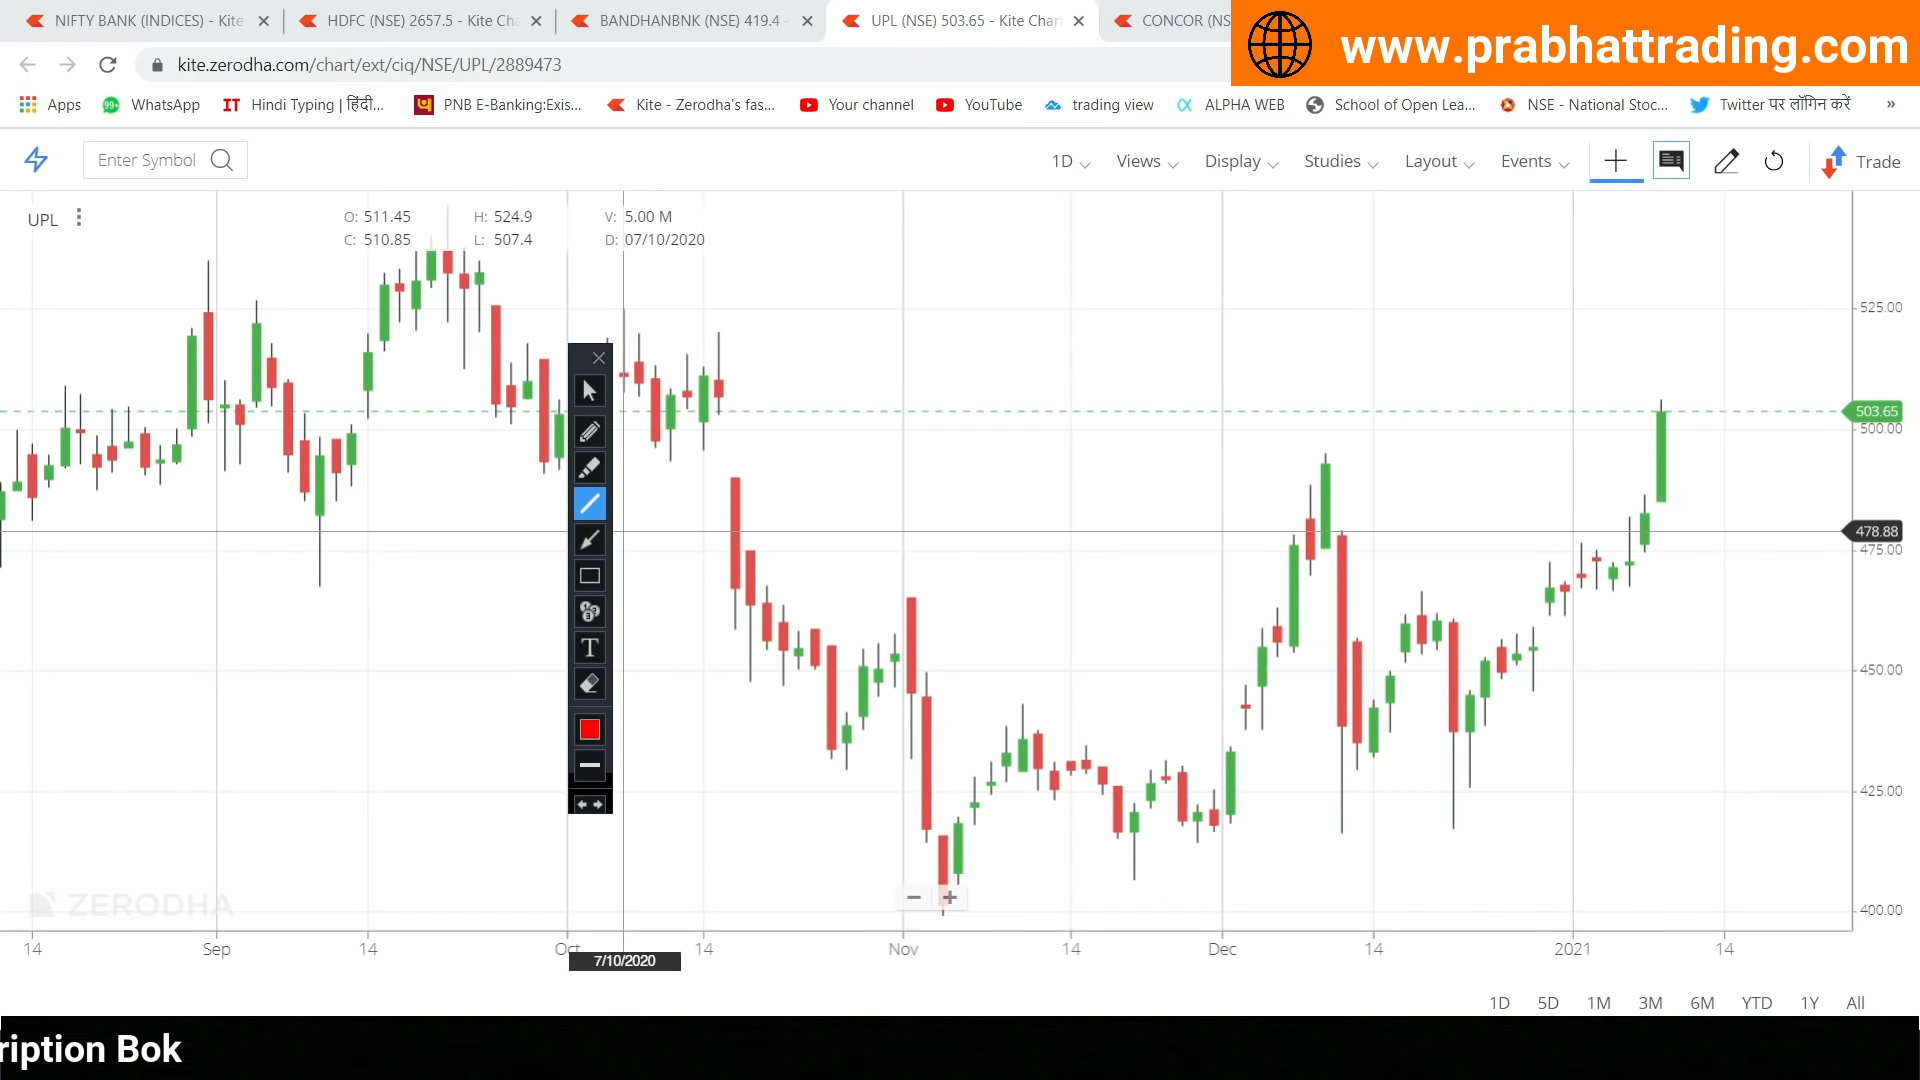 NIFTY BANK (INDICES) - Kite
HDFC (NSE) 2657.5 - Kite Cha
BANDHANBNK (NSE) 419.4 -
UPL (NSE) 503.65 - Kite Chart
CONCOR (NS
www.prabhattrading.com
kite.zerodha.com/chart/ext/ciq/NSE/UPL/2889473
Apps
99+
WhatsApp
IT
Hindi Typing | हिंदी...
PNB E-Banking:Exis...
Kite - Zerodha's fas...
Your channel
YouTube
trading view
ALPHA WEB
School of Open Lea...
NSE - National Stoc...
Twitter पर लॉगिन करें
»
Enter Symbol
1D
Views
Display
Studies
Layout
Events
Trade
UPL
O: 511.45 H: 524.9 V: 5.00 M
C: 510.85 L: 507.4 D: 07/10/2020
525.00
503.65
500.00
478.88
475.00
450.00
425.00
400.00
T
ZERODHA
14 Sep 14 Oct 14 Nov 14 Dec 14 2021 14
7/10/2020
1D 5D 1M 3M 6M YTD 1Y All
ription Bok